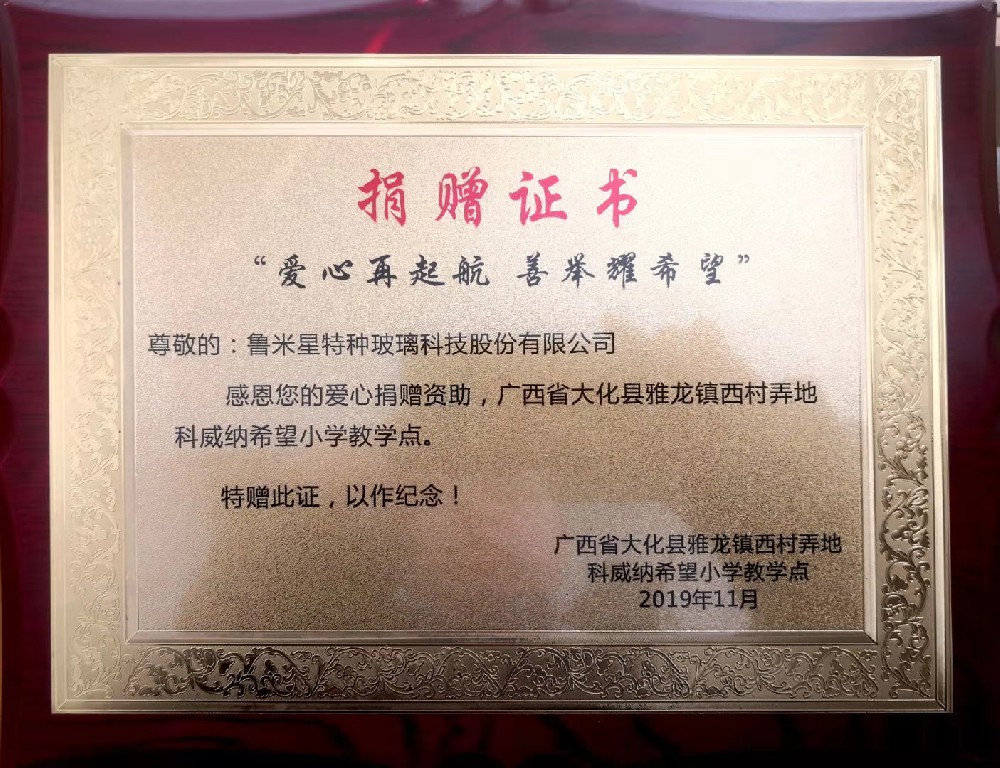 捐赠证书
“爱心再起航 善举耀希望”
尊敬的：鲁米星特种玻璃科技股份有限公司
感恩您的爱心捐赠资助，广西省大化县雅龙镇西村弄地
科威纳希望小学教学点。
特赠此证，以作纪念！
广西省大化县雅龙镇西村弄地
科威纳希望小学教学点
2019年11月